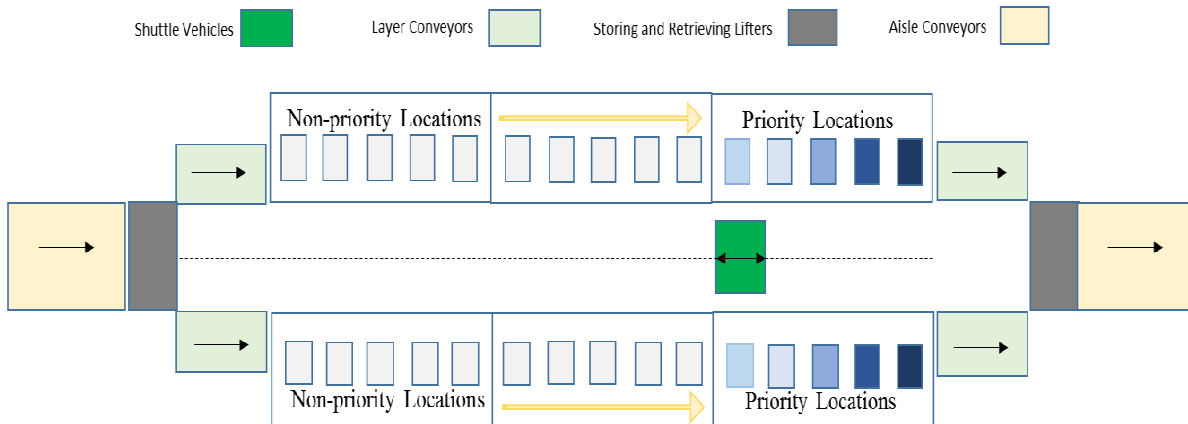 Shuttle Vehicles
Layer Conveyors
Storing and Retrieving Lifters
Aisle Conveyors
Non-priority Locations
Priority Locations
Non-priority Locations
Priority Locations